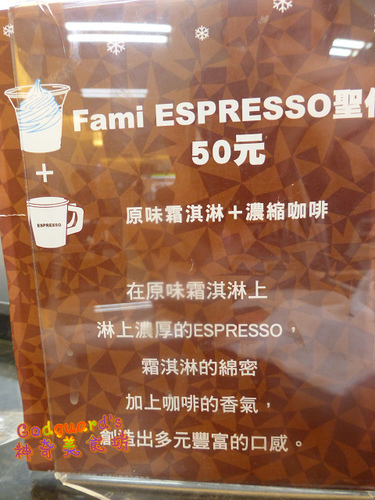 Fami ESPRESSO聖
50元
+
ESPRESSO
原味霜淇淋+濃縮咖啡
在原味霜淇淋上
淋上濃厚的ESPRESSO,
霜淇淋的綿密
加上咖啡的香氣,
創造出多元豐富的口感。
神奇美食